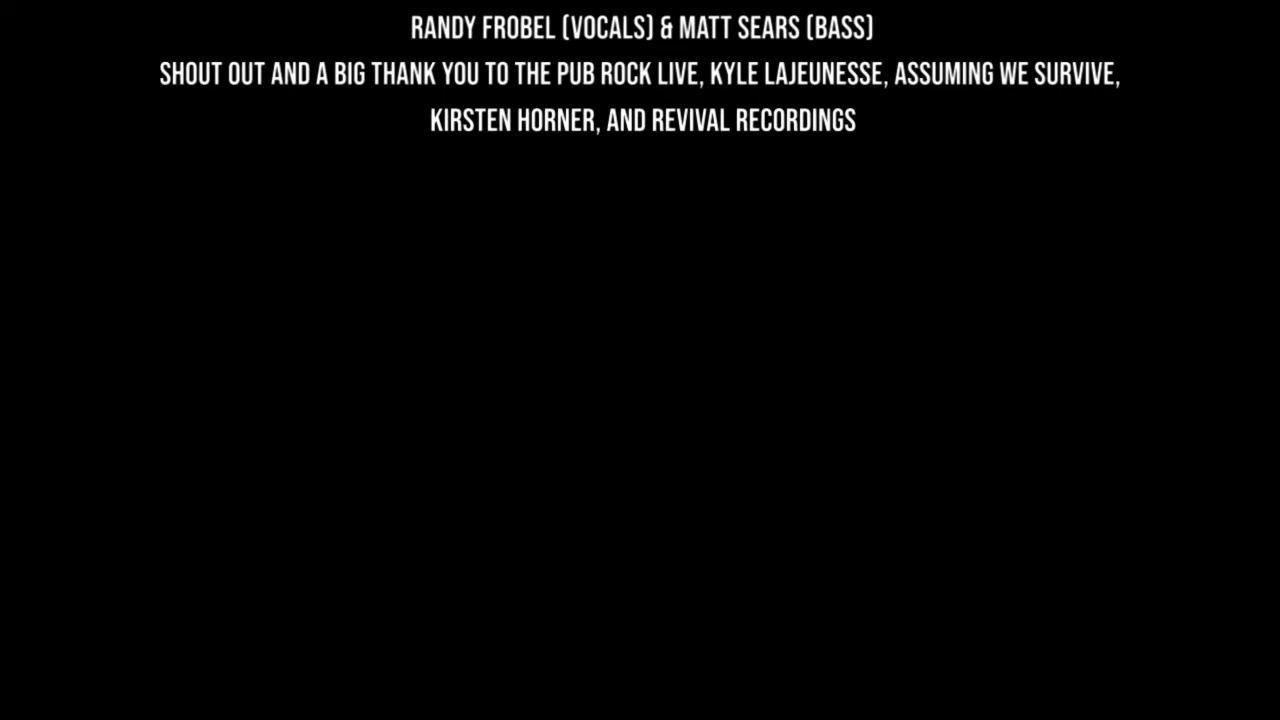 RANDY FROBEL (VOCALS) & MATT SEARS (BASS)
SHOUT OUT AND A BIG THANK YOU TO THE PUB ROCK LIVE, KYLE LAJEUNESSE, ASSUMING WE SURVIVE,
KIRSTEN HORNER, AND REVIVAL RECORDINGS